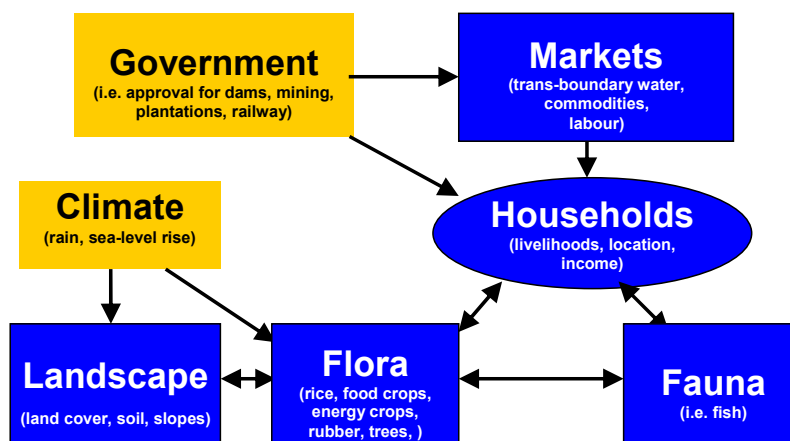 Government
(i.e. approval for dams, mining,
plantations, railway)
Markets
(trans-boundary water,
commodities,
labour)
Climate
(rain, sea-level rise)
Households
(livelihoods, location,
income)
Landscape
(land cover, soil, slopes)
Flora
(rice, food crops,
energy crops,
rubber, trees, )
Fauna
(i.e. fish)